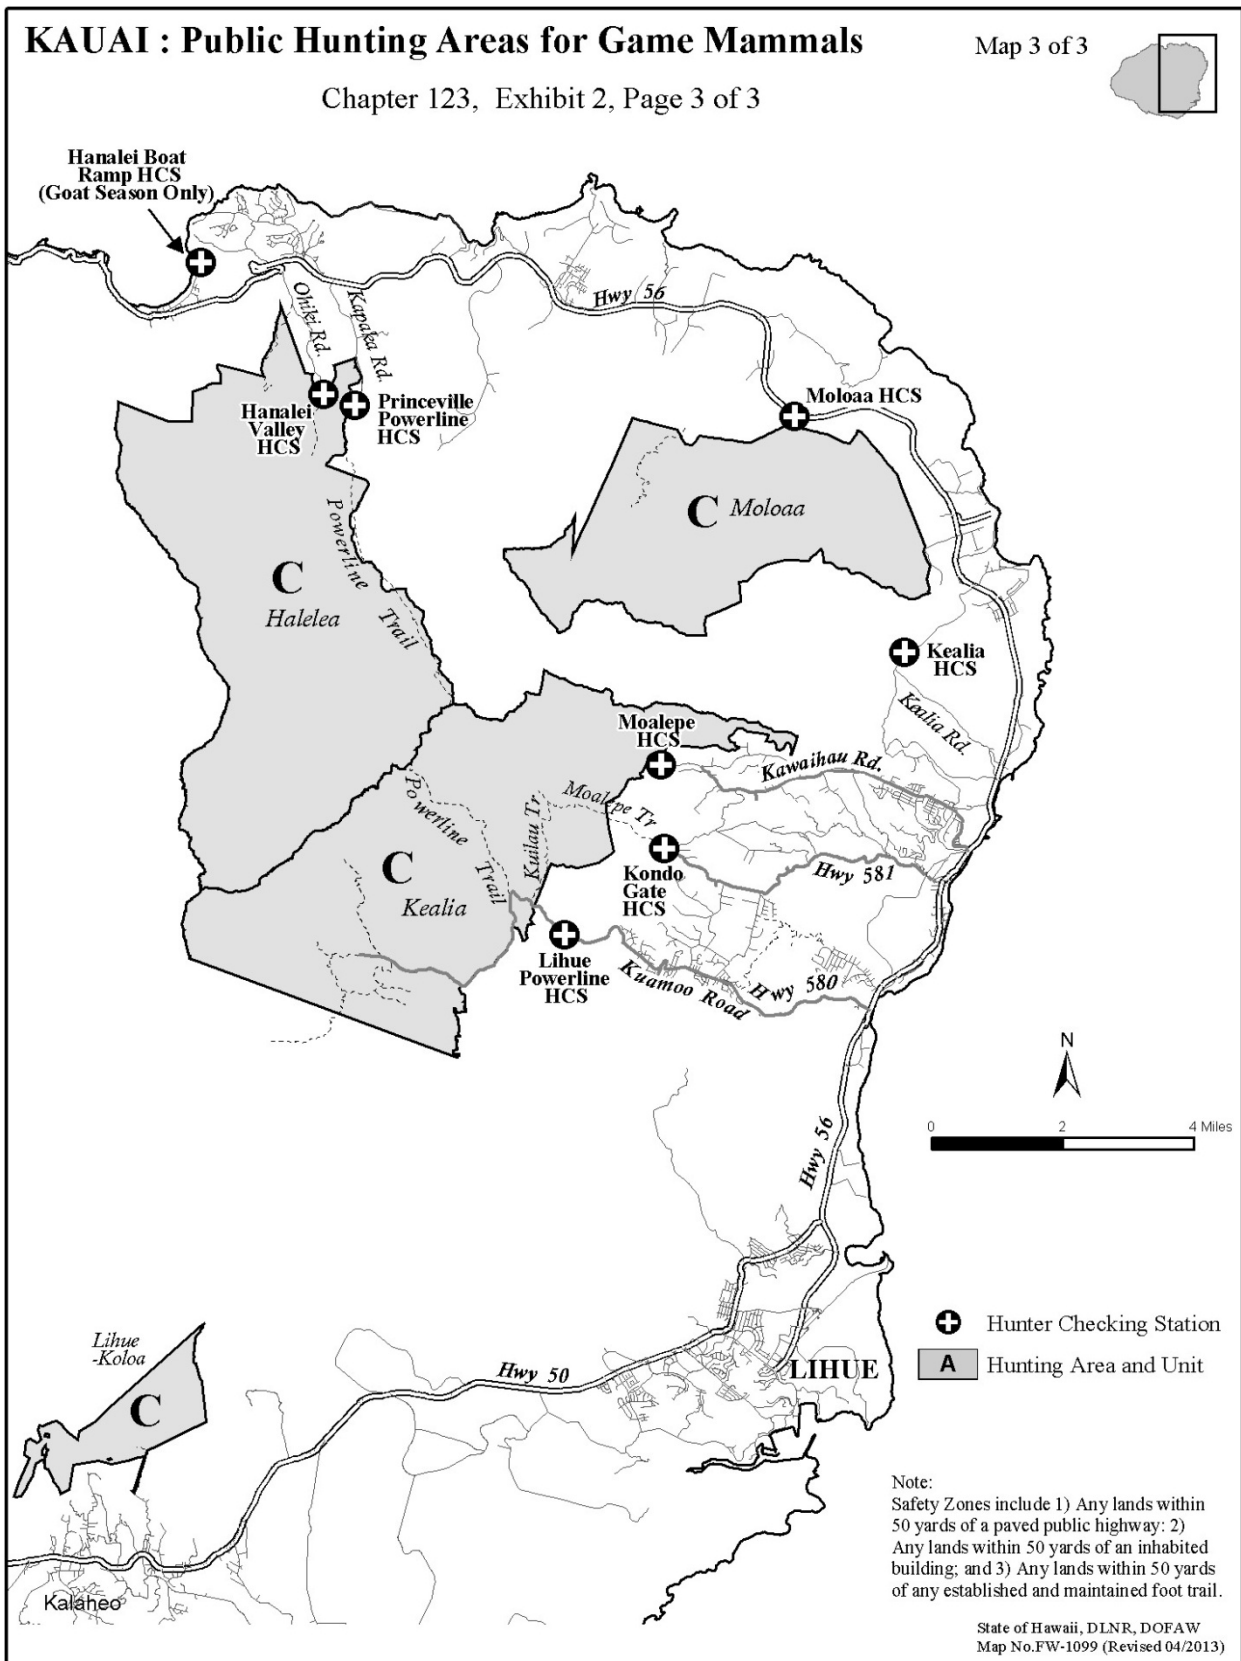 KAUAI : Public Hunting Areas for Game Mammals
Map 3 of 3
Chapter 123, Exhibit 2, Page 3 of 3
Hanalei Boat
Ramp HCS
(Goat Season Only)
Ohiki Rd.
Kapaka Rd.
Hwy 56
Hanalei
Valley
HCS
Princeville
Powerline
HCS
Moloaa HCS
C Moloaa
Powerline
Trail
C
Halelea
Kealia
HCS
Kealia Rd.
Moalepe
HCS
Kawaihau Rd.
Moalepe Tr
Powerline
Trail
Kuilau Tr
Kondo
Gate
HCS
Hwy 581
C
Kealia
Lihue
Powerline
HCS
Kuamoo Road
Hwy 580
N
0 2 4 Miles
Hwy 56
Hunter Checking Station
A Hunting Area and Unit
Lihue
-Koloa
C
Hwy 50
LIHUE
Kalaheo
Note:
Safety Zones include 1) Any lands within
50 yards of a paved public highway: 2)
Any lands within 50 yards of an inhabited
building; and 3) Any lands within 50 yards
of any established and maintained foot trail.
State of Hawaii, DLNR, DOFAW
Map No.FW-1099 (Revised 04/2013)